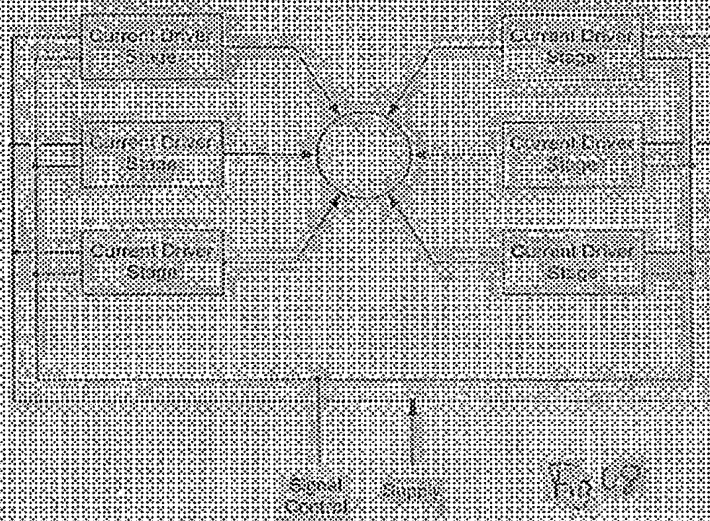 Current Driver
Stage
Current Driver
Stage
Current Driver
Stage
Current Driver
Stage
Current Driver
Stage
Current Driver
Stage
Signal
Control
Supply